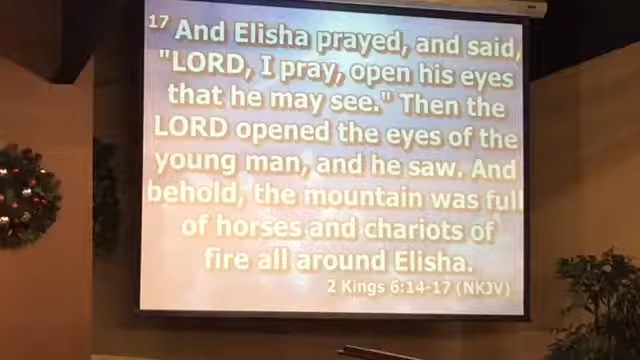 17 And Elisha prayed, and said,
"LORD, I pray, open his eyes
that he may see." Then the
LORD opened the eyes of the
young man, and he saw. And
behold, the mountain was full
of horses and chariots of
fire all around Elisha.
2 Kings 6:14-17 (NKJV)